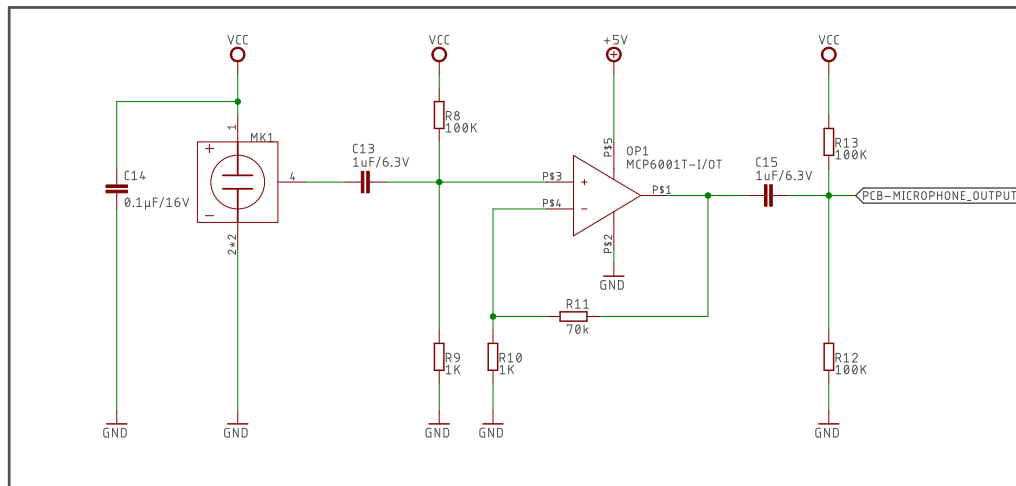 VCC
VCC
+5V
VCC
1
MK1
+
-
4
2*2
C14
0.1µF/16V
C13
1uF/6.3V
R8
100K
P$5
OP1
MCP6001T-I/OT
P$3
+
P$4
-
P$1
P$2
GND
C15
1uF/6.3V
R13
100K
PCB-MICROPHONE_OUTPUT
R11
70k
R9
1K
R10
1K
R12
100K
GND
GND
GND
GND
GND